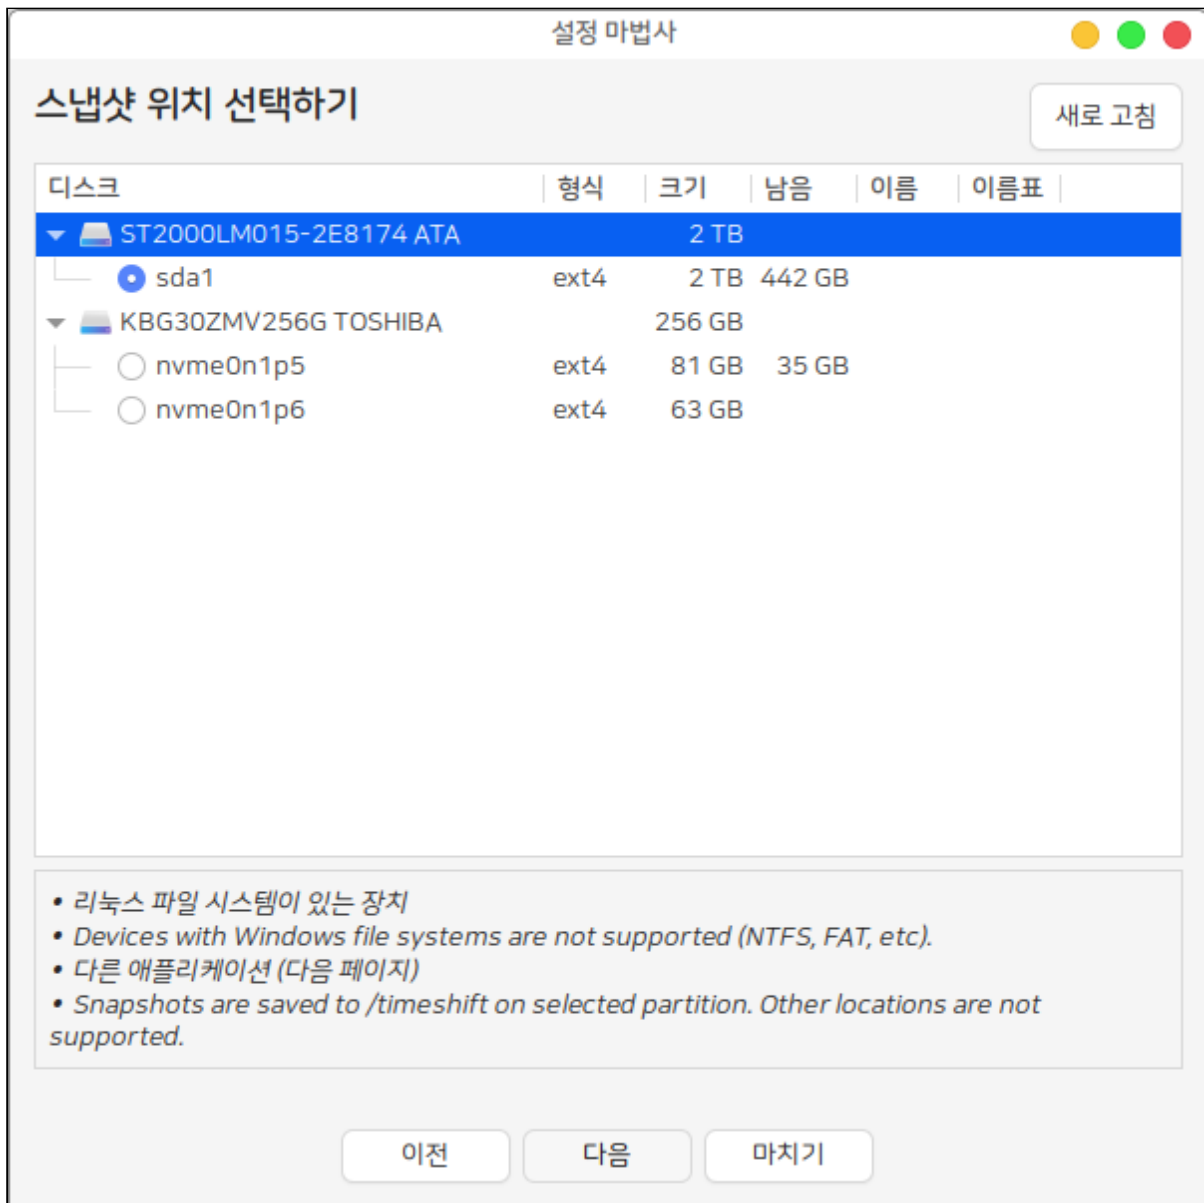 설정 마법사
스냅샷 위치 선택하기
새로 고침
디스크 형식 크기 남음 이름 이름표
ST2000LM015-2E8174 ATA 2 TB
sda1 ext4 2 TB 442 GB
KBG30ZMV256G TOSHIBA 256 GB
nvme0n1p5 ext4 81 GB 35 GB
nvme0n1p6 ext4 63 GB
• 리눅스 파일 시스템이 있는 장치
• Devices with Windows file systems are not supported (NTFS, FAT, etc).
• 다른 애플리케이션 (다음 페이지)
• Snapshots are saved to /timeshift on selected partition. Other locations are not
supported.
이전 다음 마치기